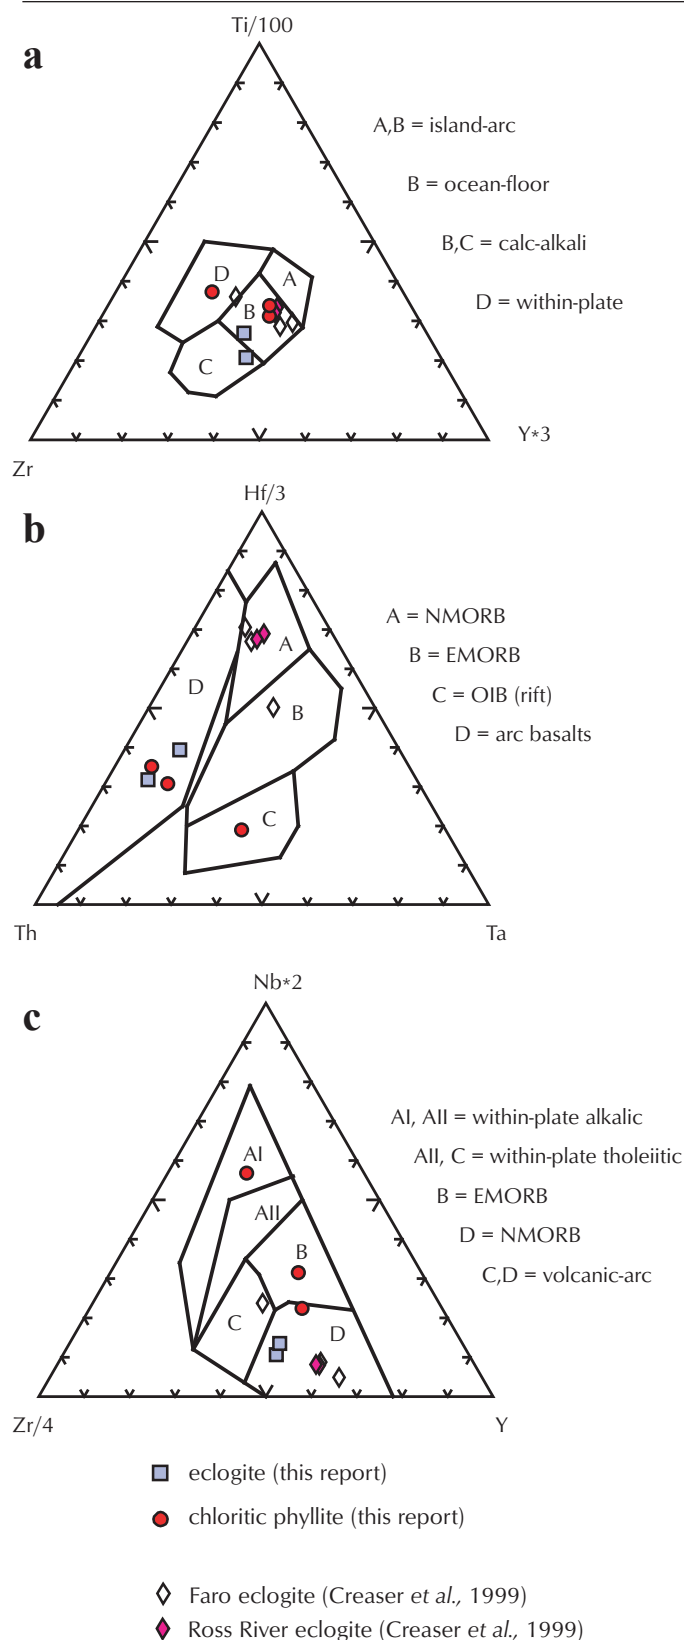 Ti/100
a
A,B = island-arc
B = ocean-floor
B,C = calc-alkali
D = within-plate
D
A
B
C
Y*3
Zr
Hf/3
b
A = NMORB
B = EMORB
C = OIB (rift)
D = arc basalts
A
D
B
C
Th
Ta
Nb*2
c
AI, AII = within-plate alkalic
AII, C = within-plate tholeiitic
B = EMORB
D = NMORB
C,D = volcanic-arc
AI
AII
B
C
D
Zr/4
Y
eclogite (this report)
chloritic phyllite (this report)
Faro eclogite (Creaser et al., 1999)
Ross River eclogite (Creaser et al., 1999)